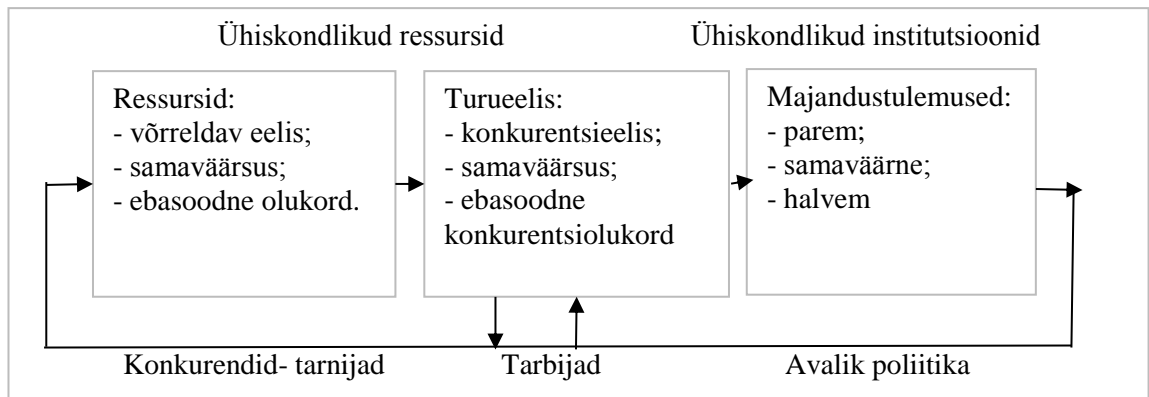 Ühiskondlikud ressursid
Ühiskondlikud institutsioonid
Ressursid:
- võrreldav eelis;
- samaväärsus;
- ebasoodne olukord.
Turueelis:
- konkurentsieelis;
- samaväärsus;
- ebasoodne
konkurentsiolukord
Majandustulemused:
- parem;
- samaväärne;
- halvem
Konkurendid- tarnijad
Tarbijad
Avalik poliitika